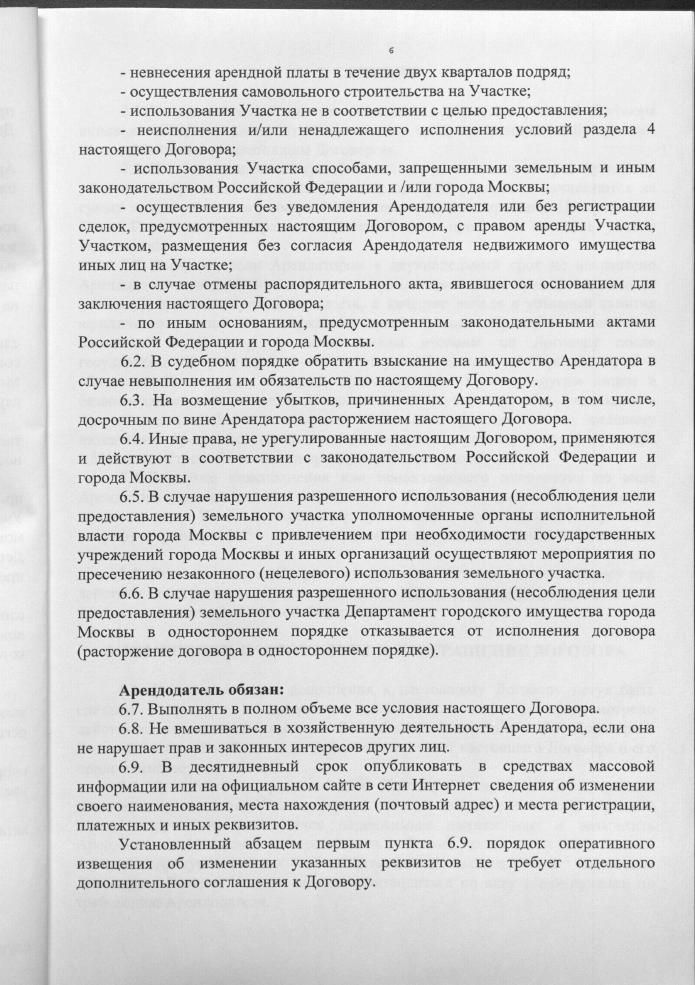 6
- невнесения арендной платы в течение двух кварталов подряд;
- осуществления самовольного строительства на Участке;
- использования Участка не в соответствии с целью предоставления;
- неисполнения и/или ненадлежащего исполнения условий раздела 4
настоящего Договора;
- использования Участка способами, запрещенными земельным и иным
законодательством Российской Федерации и /или города Москвы;
- осуществления без уведомления Арендодателя или без регистрации
сделок, предусмотренных настоящим Договором, с правом аренды Участка,
Участком, размещения без согласия Арендодателя недвижимого имущества
иных лиц на Участке;
- в случае отмены распорядительного акта, явившегося основанием для
заключения настоящего Договора;
- по иным основаниям, предусмотренным законодательными актами
Российской Федерации и города Москвы.
6.2. В судебном порядке обратить взыскание на имущество Арендатора в
случае невыполнения им обязательств по настоящему Договору.
6.3. На возмещение убытков, причиненных Арендатором, в том числе,
досрочным по вине Арендатора расторжением настоящего Договора.
6.4. Иные права, не урегулированные настоящим Договором, применяются
и действуют в соответствии с законодательством Российской Федерации и
города Москвы.
6.5. В случае нарушения разрешенного использования (несоблюдения цели
предоставления) земельного участка уполномоченные органы исполнительной
власти города Москвы с привлечением при необходимости государственных
учреждений города Москвы и иных организаций осуществляют мероприятия по
пресечению незаконного (нецелевого) использования земельного участка.
6.6. В случае нарушения разрешенного использования (несоблюдения цели
предоставления) земельного участка Департамент городского имущества города
Москвы в одностороннем порядке отказывается от исполнения договора
(расторжение договора в одностороннем порядке).
Арендодатель обязан:
6.7. Выполнять в полном объеме все условия настоящего Договора.
6.8. Не вмешиваться в хозяйственную деятельность Арендатора, если она
не нарушает прав и законных интересов других лиц.
6.9. В десятидневный срок опубликовать в средствах массовой
информации или на официальном сайте в сети Интернет сведения об изменении
своего наименования, места нахождения (почтовый адрес) и места регистрации,
платежных и иных реквизитов.
Установленный абзацем первым пункта 6.9. порядок оперативного
извещения об изменении указанных реквизитов не требует отдельного
дополнительного соглашения к Договору.